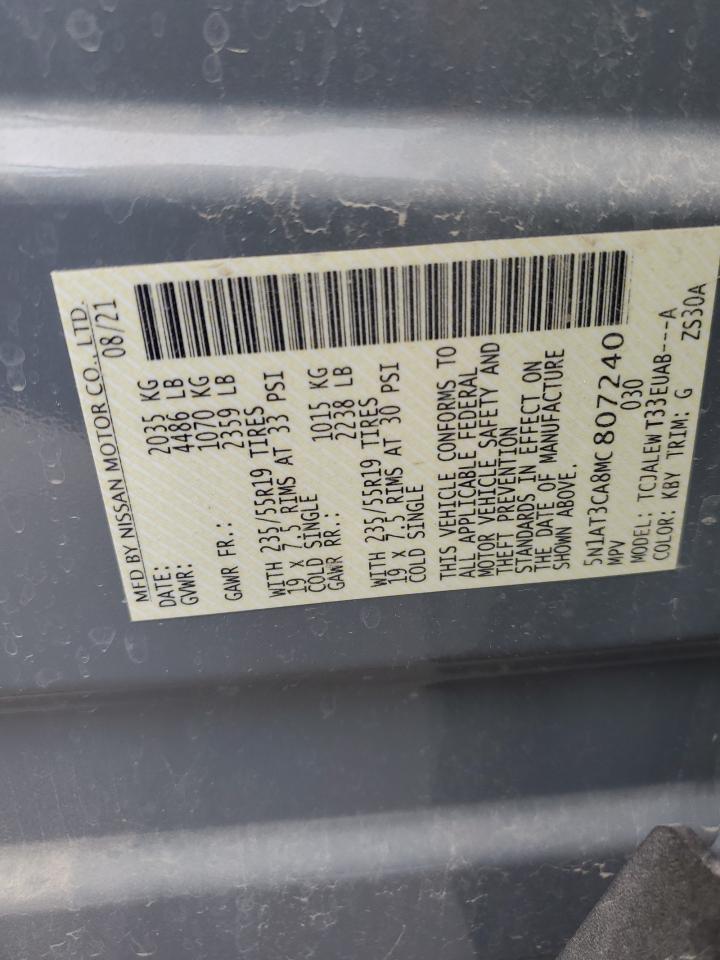 MFD BY NISSAN MOTOR CO., LTD.
DATE: 08/21
GVWR: 2035 KG
4486 LB
GAWR FR.: 1070 KG
2359 LB
WITH 235/55R19 TIRES
19 X 7.5 RIMS AT 33 PSI
COLD SINGLE
GAWR RR.: 1015 KG
2238 LB
WITH 235/55R19 TIRES
19 X 7.5 RIMS AT 30 PSI
COLD SINGLE
THIS VEHICLE CONFORMS TO
ALL APPLICABLE FEDERAL
MOTOR VEHICLE SAFETY AND
THEFT PREVENTION
STANDARDS IN EFFECT ON
THE DATE OF MANUFACTURE
SHOWN ABOVE.
5N1AT3CA8MC 807240
MPV 030
MODEL: TCJALEW T33EUAB---A
COLOR: KBY TRIM: G ZS30A